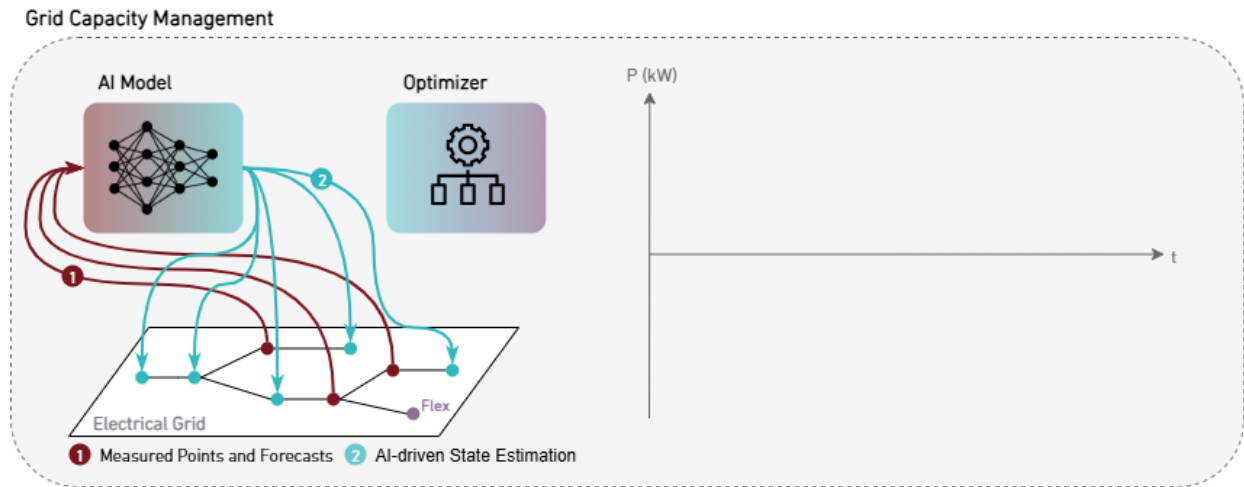 Grid Capacity Management
AI Model
Optimizer
P (kW)
2
1
t
Flex
Electrical Grid
1 Measured Points and Forecasts 2 AI-driven State Estimation